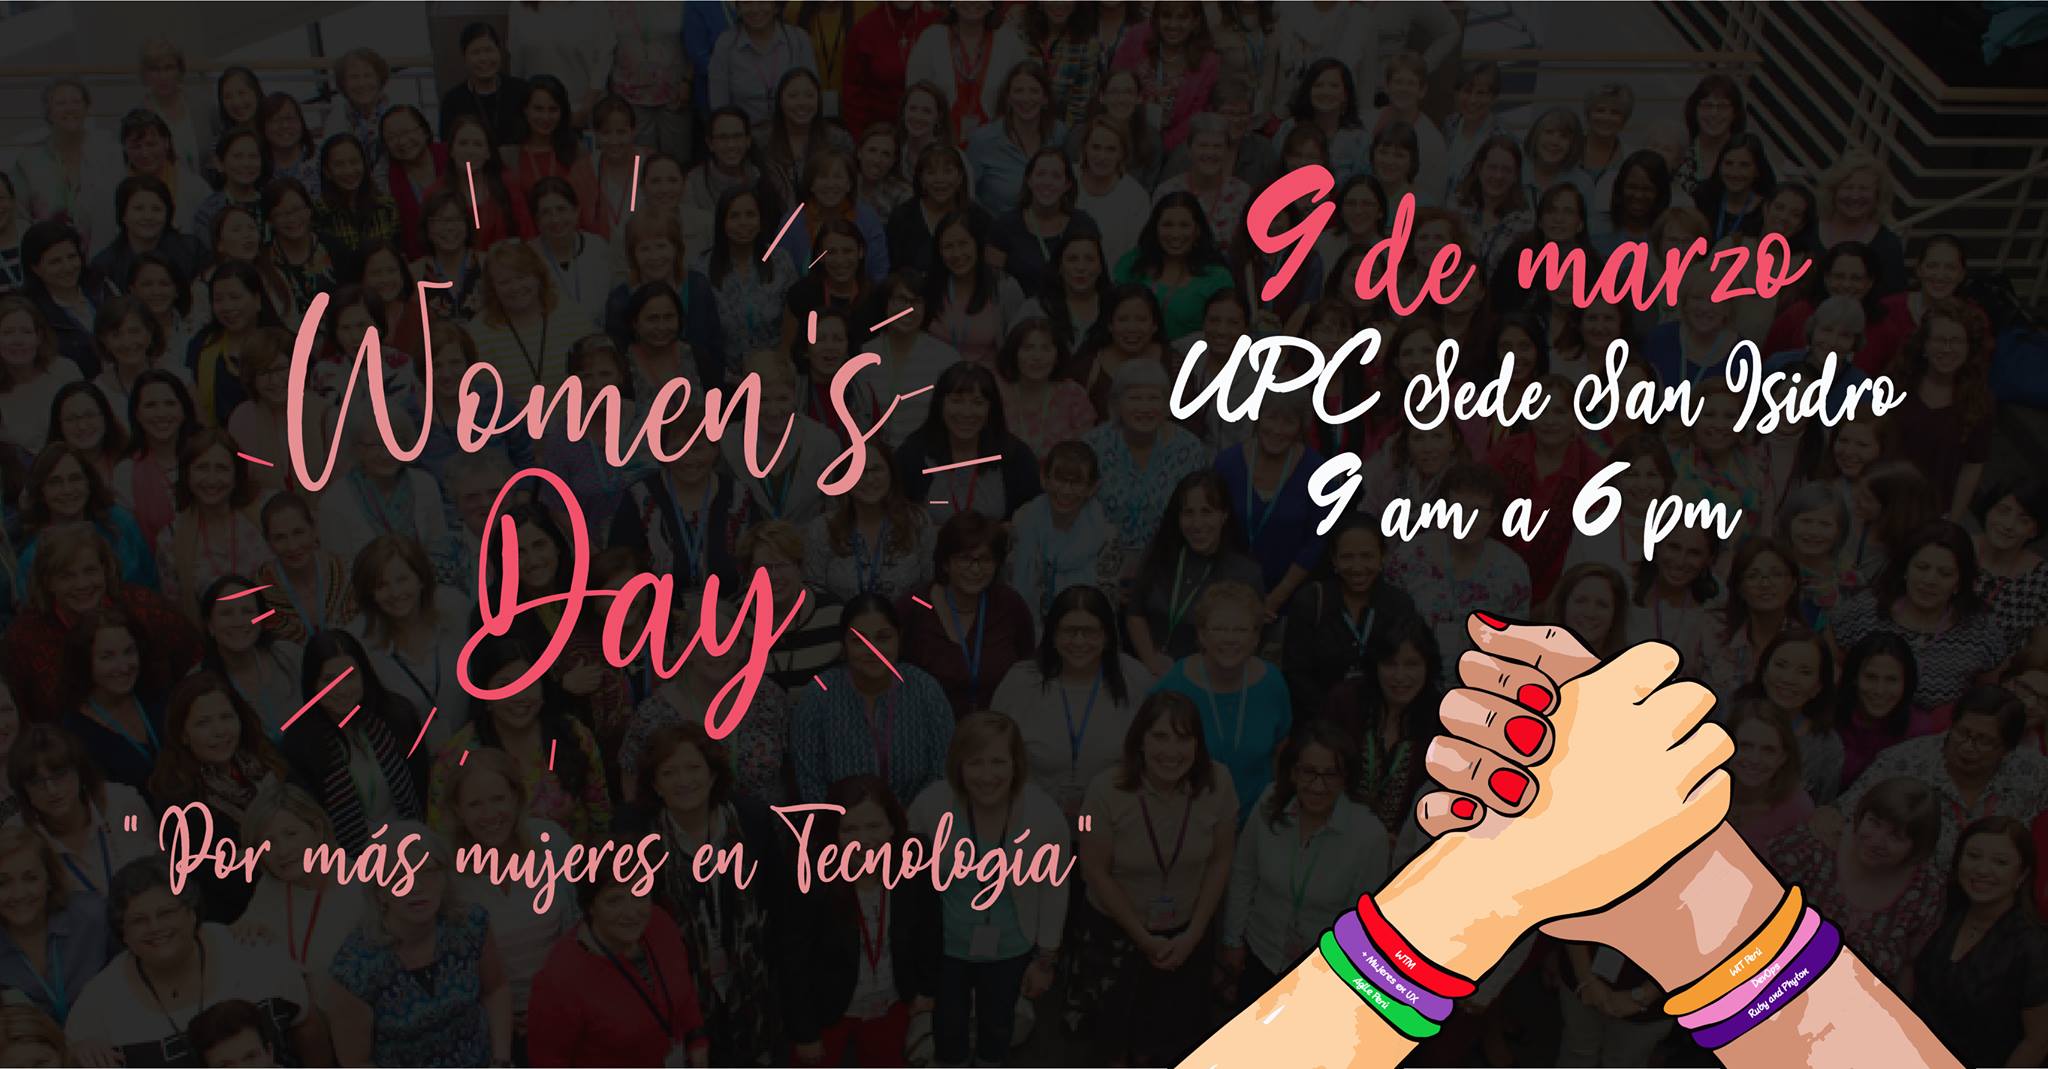 Women's
Day
"Por más mujeres en Tecnología"
9 de marzo
UPC Sede San Isidro
9 am a 6 pm
WTM
+ Mujeres en UX
Agile Perú
WIT Perú
DevOps
Ruby and Phyton